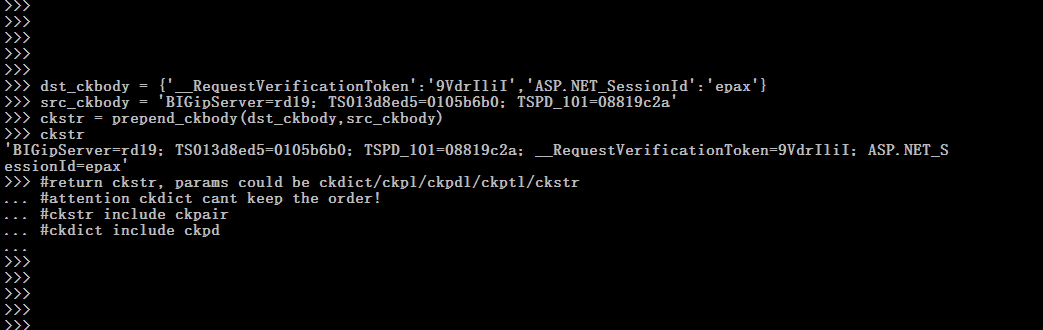 >>>
>>>
>>>
>>>
>>>
>>> dst_ckbody = {'__RequestVerificationToken':'9VdrIliI','ASP.NET_SessionId':'epax'}
>>> src_ckbody = 'BIGipServer=rd19; TS013d8ed5=0105b6b0; TSPD_101=08819c2a'
>>> ckstr = prepend_ckbody(dst_ckbody,src_ckbody)
>>> ckstr
'BIGipServer=rd19; TS013d8ed5=0105b6b0; TSPD_101=08819c2a; __RequestVerificationToken=9VdrIliI; ASP.NET_S
essionId=epax'
>>> #return ckstr, params could be ckdict/ckpl/ckpdl/ckptl/ckstr
... #attention ckdict cant keep the order!
... #ckstr include ckpair
... #ckdict include ckpd
...
>>>
>>>
>>>
>>>
>>>